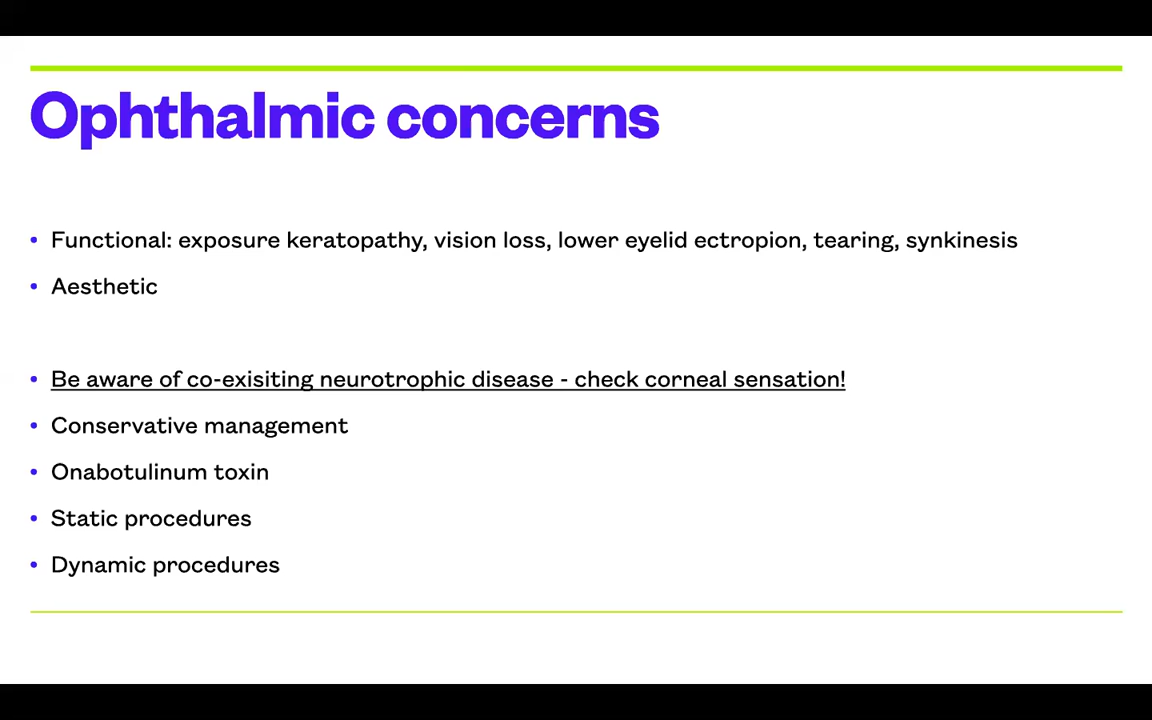 Ophthalmic concerns
• Functional: exposure keratopathy, vision loss, lower eyelid ectropion, tearing, synkinesis
• Aesthetic
• Be aware of co-exisiting neurotrophic disease - check corneal sensation!
• Conservative management
• Onabotulinum toxin
• Static procedures
• Dynamic procedures